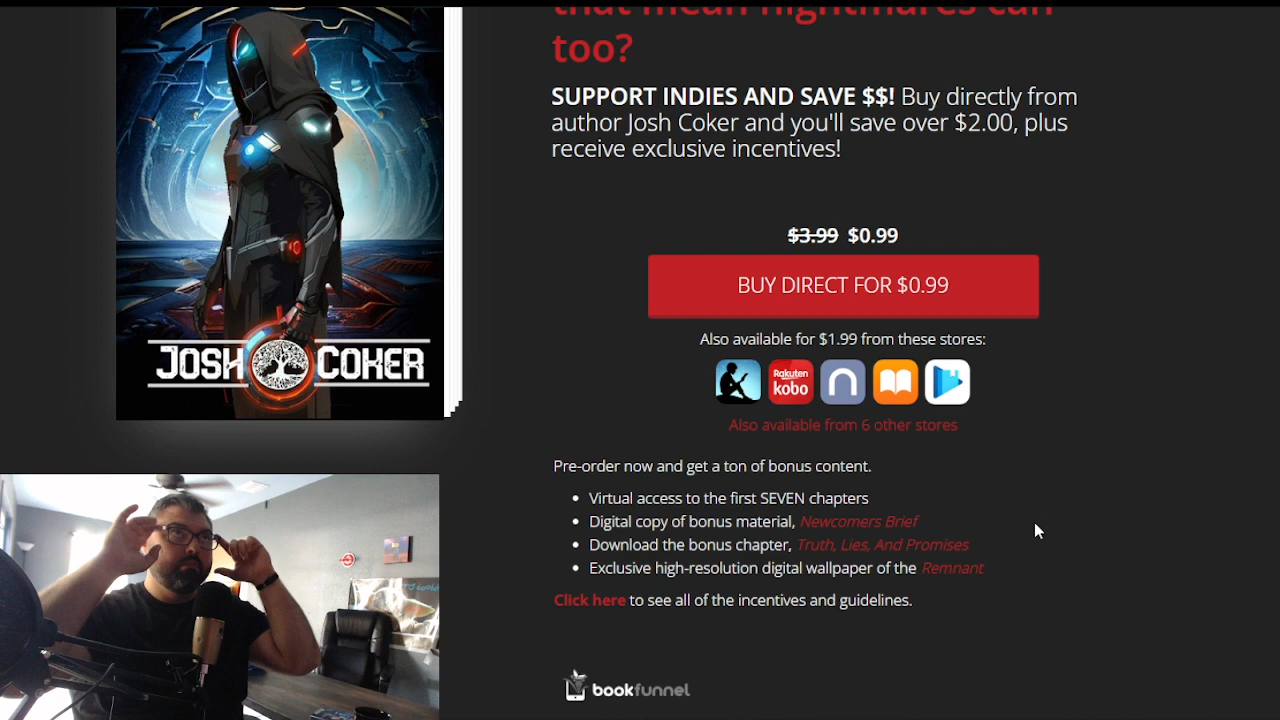 that mean nightmares can
too?
SUPPORT INDIES AND SAVE $$! Buy directly from
author Josh Coker and you'll save over $2.00, plus
receive exclusive incentives!
$3.99 $0.99
BUY DIRECT FOR $0.99
Also available for $1.99 from these stores:
Rakuten
kobo
Also available from 6 other stores
Pre-order now and get a ton of bonus content.
• Virtual access to the first SEVEN chapters
• Digital copy of bonus material, Newcomers Brief
• Download the bonus chapter, Truth, Lies, And Promises
• Exclusive high-resolution digital wallpaper of the Remnant
Click here to see all of the incentives and guidelines.
bookfunnel
JOSH COKER